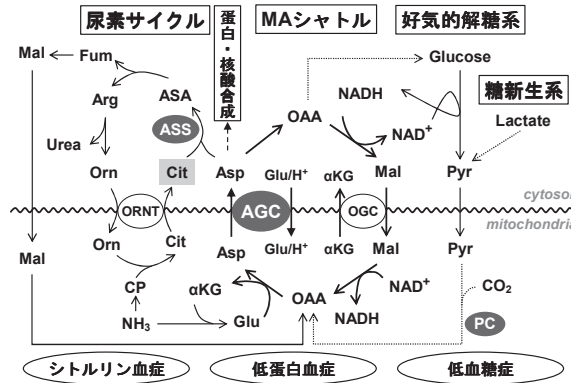 尿素サイクル
蛋白・核酸合成
MAシャトル
好気的解糖系
Mal
Fum
Glucose
Arg
ASA
NADH
糖新生系
OAA
Urea
ASS
NAD⁺
Lactate
Orn
Cit
Asp
Glu/H⁺
αKG
Mal
Pyr
cytosol
ORNT
AGC
OGC
mitochondria
Mal
Orn
Cit
Asp
Glu/H⁺
αKG
Mal
Pyr
CP
αKG
OAA
NAD⁺
CO₂
NH₃
Glu
NADH
PC
シトルリン血症
低蛋白血症
低血糖症